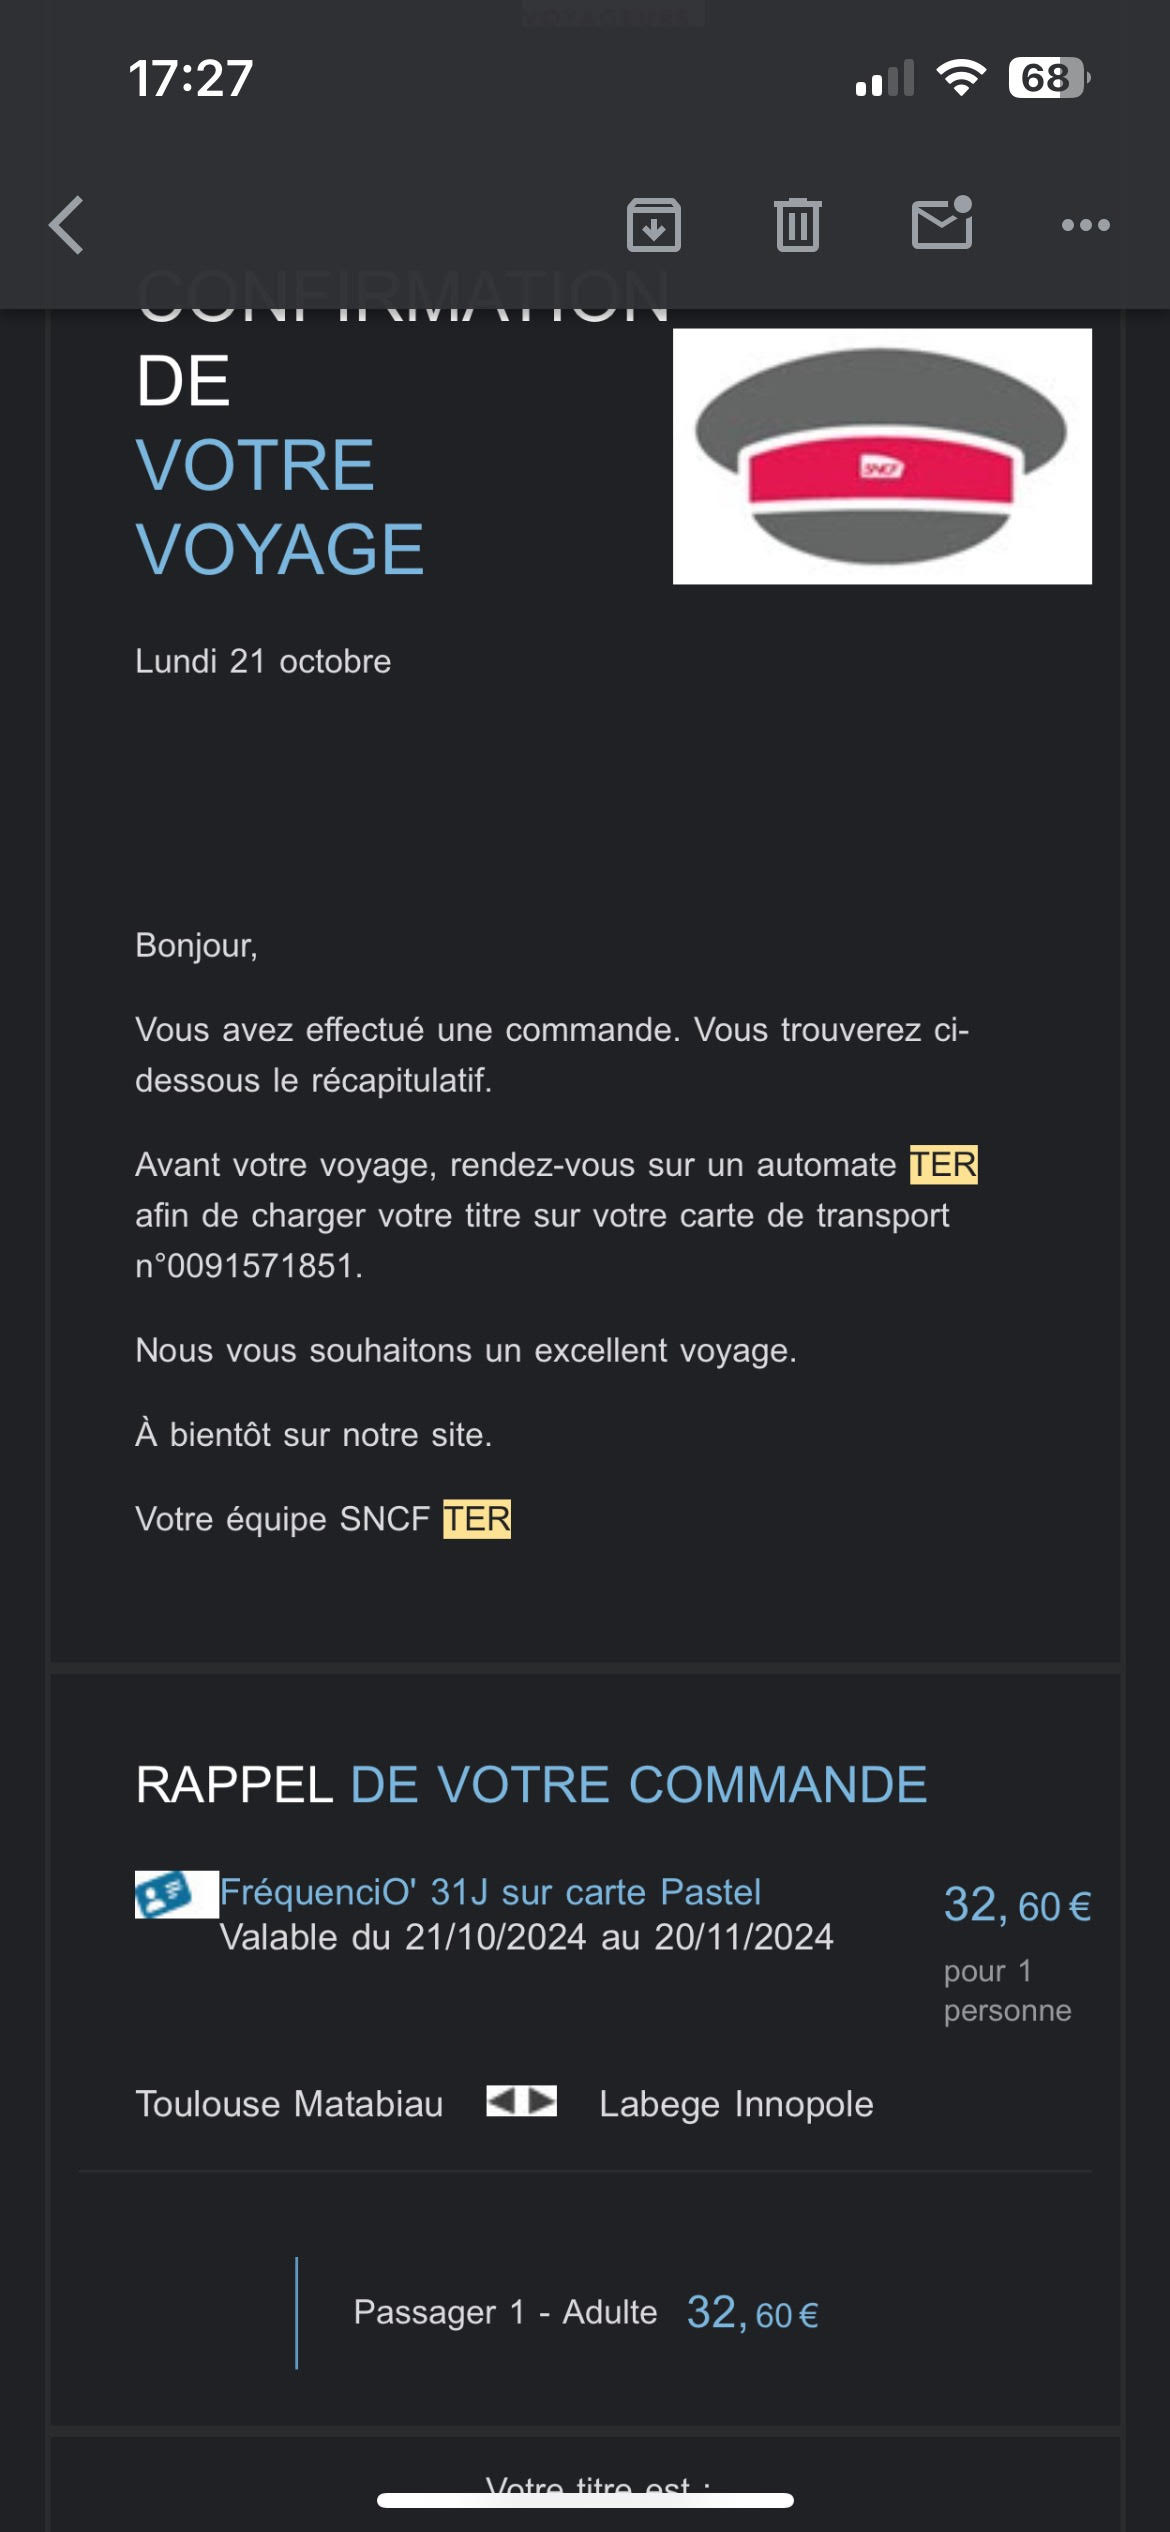 17:27
68
CONFIRMATION
DE
VOTRE
VOYAGE
SNCF
Lundi 21 octobre
Bonjour,
Vous avez effectué une commande. Vous trouverez ci-
dessous le récapitulatif.
Avant votre voyage, rendez-vous sur un automate TER
afin de charger votre titre sur votre carte de transport
n°0091571851.
Nous vous souhaitons un excellent voyage.
À bientôt sur notre site.
Votre équipe SNCF TER
RAPPEL DE VOTRE COMMANDE
FréquenciO' 31J sur carte Pastel
Valable du 21/10/2024 au 20/11/2024
32, 60 €
pour 1
personne
Toulouse Matabiau Labege Innopole
Passager 1 - Adulte 32, 60 €
Votre titre est :